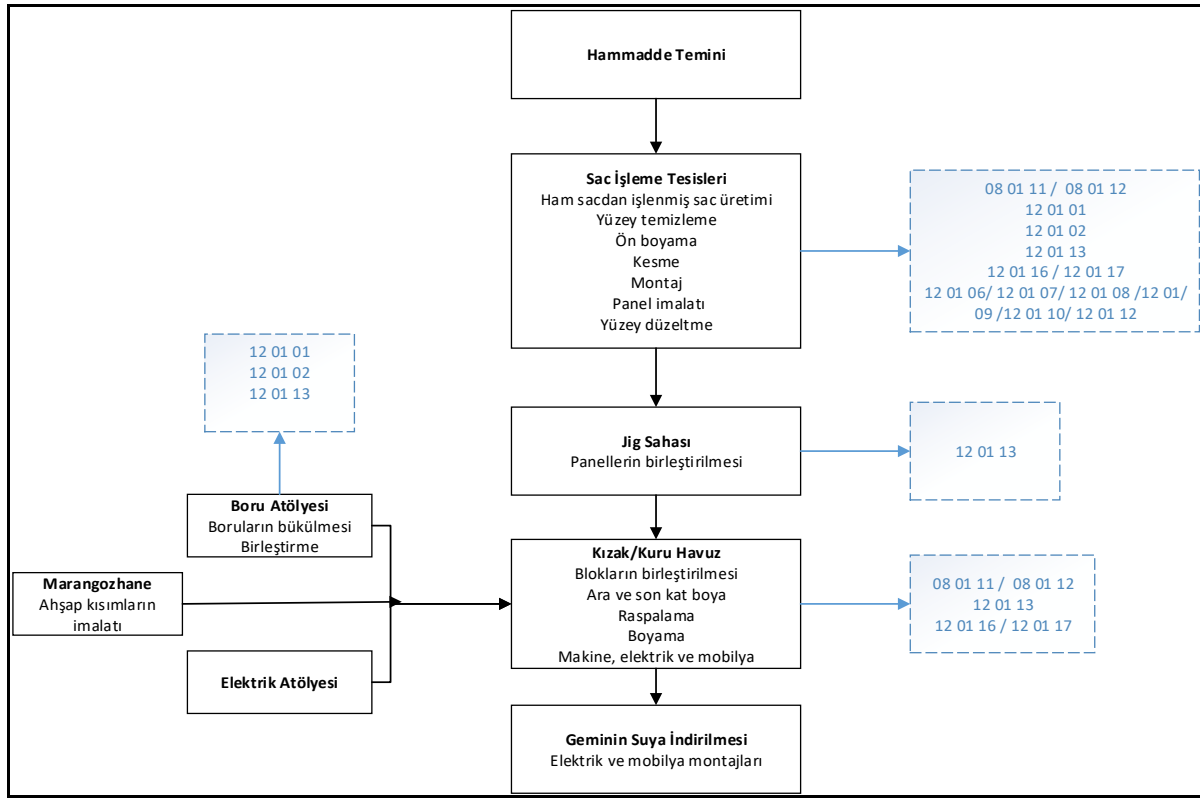 Hammadde Temini
Sac İşleme Tesisleri
Ham sacdan işlenmiş sac üretimi
Yüzey temizleme
Ön boyama
Kesme
Montaj
Panel imalatı
Yüzey düzeltme
08 01 11 / 08 01 12
12 01 01
12 01 02
12 01 13
12 01 16 / 12 01 17
12 01 06/ 12 01 07/ 12 01 08 /12 01/
09 /12 01 10/ 12 01 12
12 01 01
12 01 02
12 01 13
Jig Sahası
Panellerin birleştirilmesi
12 01 13
Boru Atölyesi
Boruların bükülmesi
Birleştirme
Marangozhane
Ahşap kısımların
imalatı
Elektrik Atölyesi
Kızak/Kuru Havuz
Blokların birleştirilmesi
Ara ve son kat boya
Raspalama
Boyama
Makine, elektrik ve mobilya
08 01 11 / 08 01 12
12 01 13
12 01 16 / 12 01 17
Geminin Suya İndirilmesi
Elektrik ve mobilya montajları